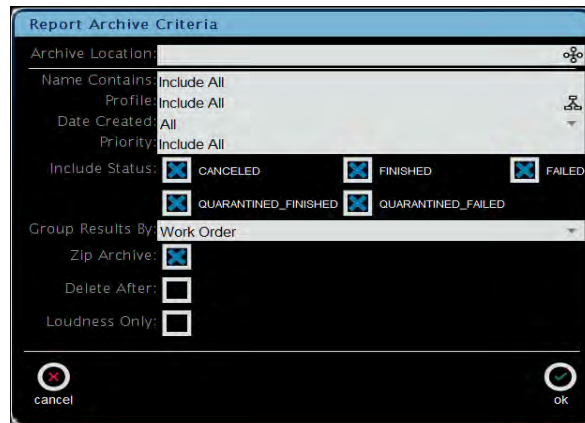 Report Archive Criteria
Archive Location:
Name Contains: Include All
Profile: Include All
Date Created: All
Priority: Include All
Include Status: CANCELED FINISHED FAILED
QUARANTINED_FINISHED QUARANTINED_FAILED
Group Results By: Work Order
Zip Archive:
Delete After:
Loudness Only:
cancel ok